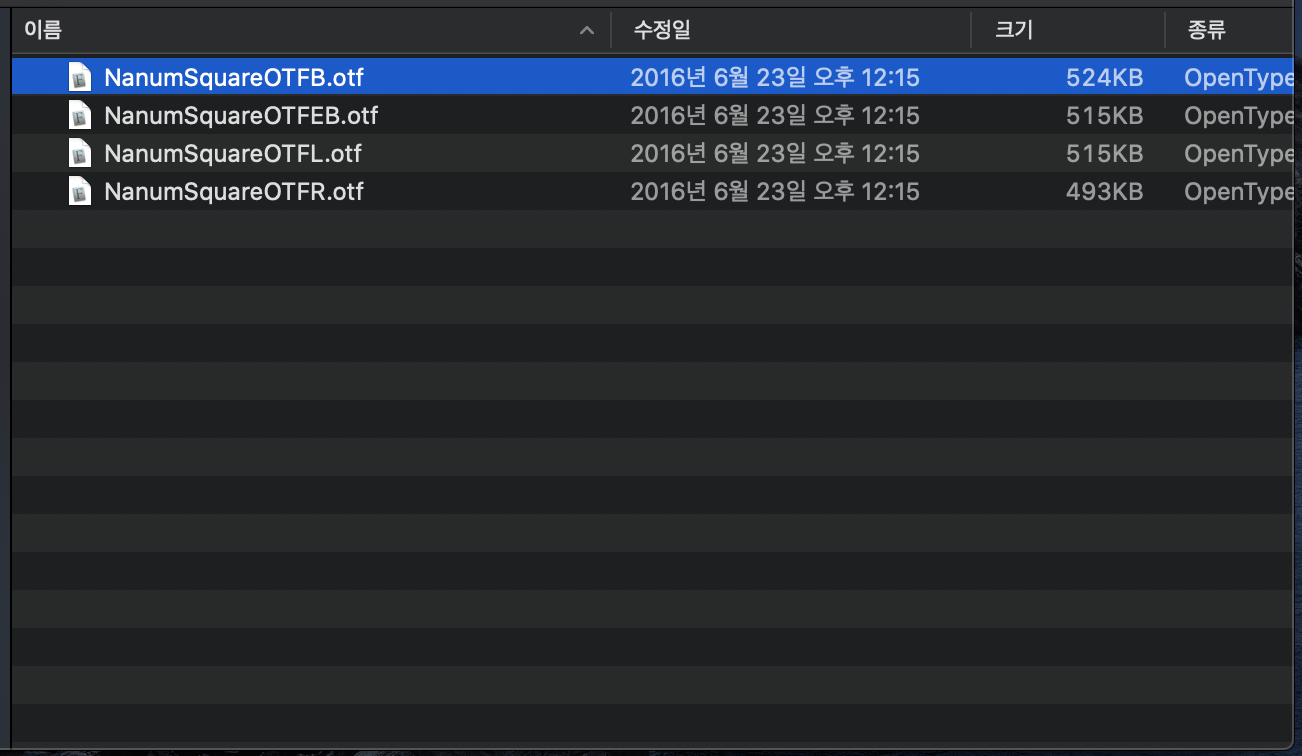 이름 수정일 크기 종류
NanumSquareOTFB.otf 2016년 6월 23일 오후 12:15 524KB OpenType
NanumSquareOTFEB.otf 2016년 6월 23일 오후 12:15 515KB OpenType
NanumSquareOTFL.otf 2016년 6월 23일 오후 12:15 515KB OpenType
NanumSquareOTFR.otf 2016년 6월 23일 오후 12:15 493KB OpenType